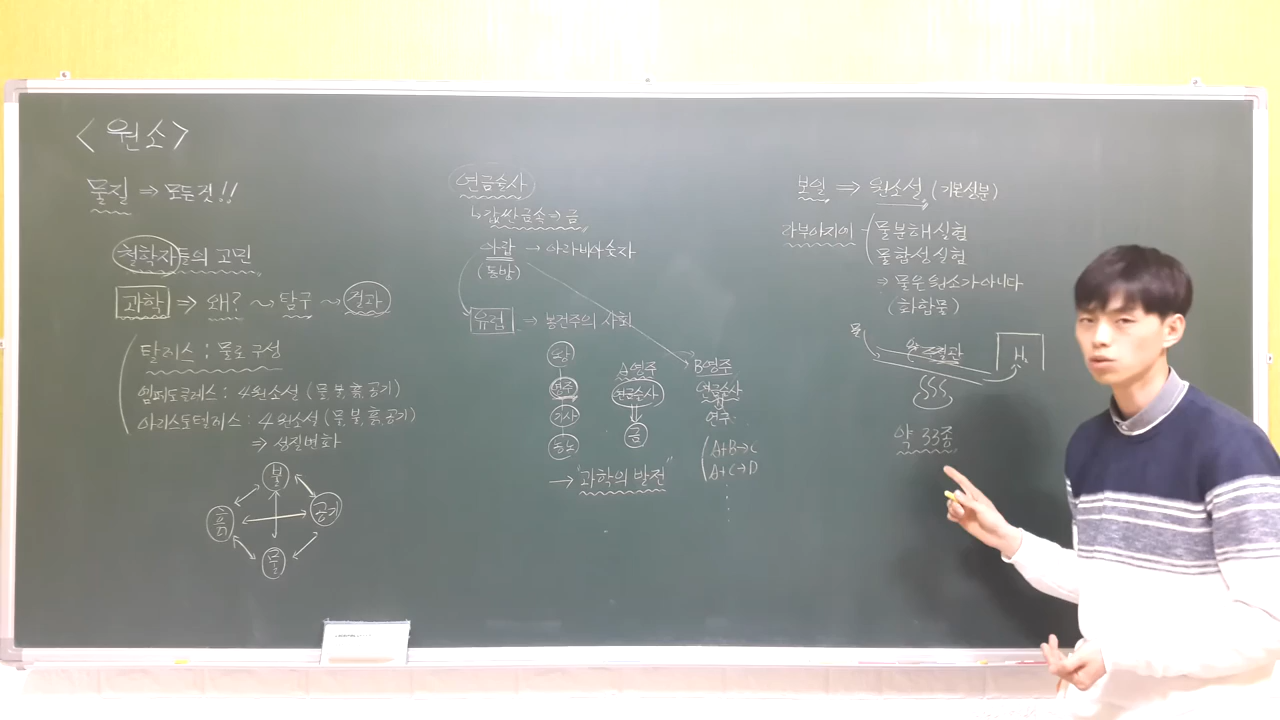 <원소>
물질 ⇒ 모든것!!
철학자들의 고민
과학 ⇒ 왜? ~> 탐구 ~> 결과
탈레스 : 물로 구성
엠페도클레스 : 4원소설 (물, 불, 흙, 공기)
아리스토텔레스 : 4원소설 (물, 불, 흙, 공기)
⇒ 성질변화
불
흙
공기
물
연금술사
↳ 값싼 금속 ⇒ 금
아랍 → 아라비아숫자
(동방)
유럽 ⇒ 봉건주의 사회
왕
영주
기사
농노
A영주
연금술사
금
B영주
연금술사
연구
A+B→C
A+C→D
→ "과학의 발전"
보일 ⇒ 원소설 (기본성분)
라부아지에 - 물분해실험
물합성실험
⇒ 물은 원소가 아니다
(화합물)
물
H₂
약 33종